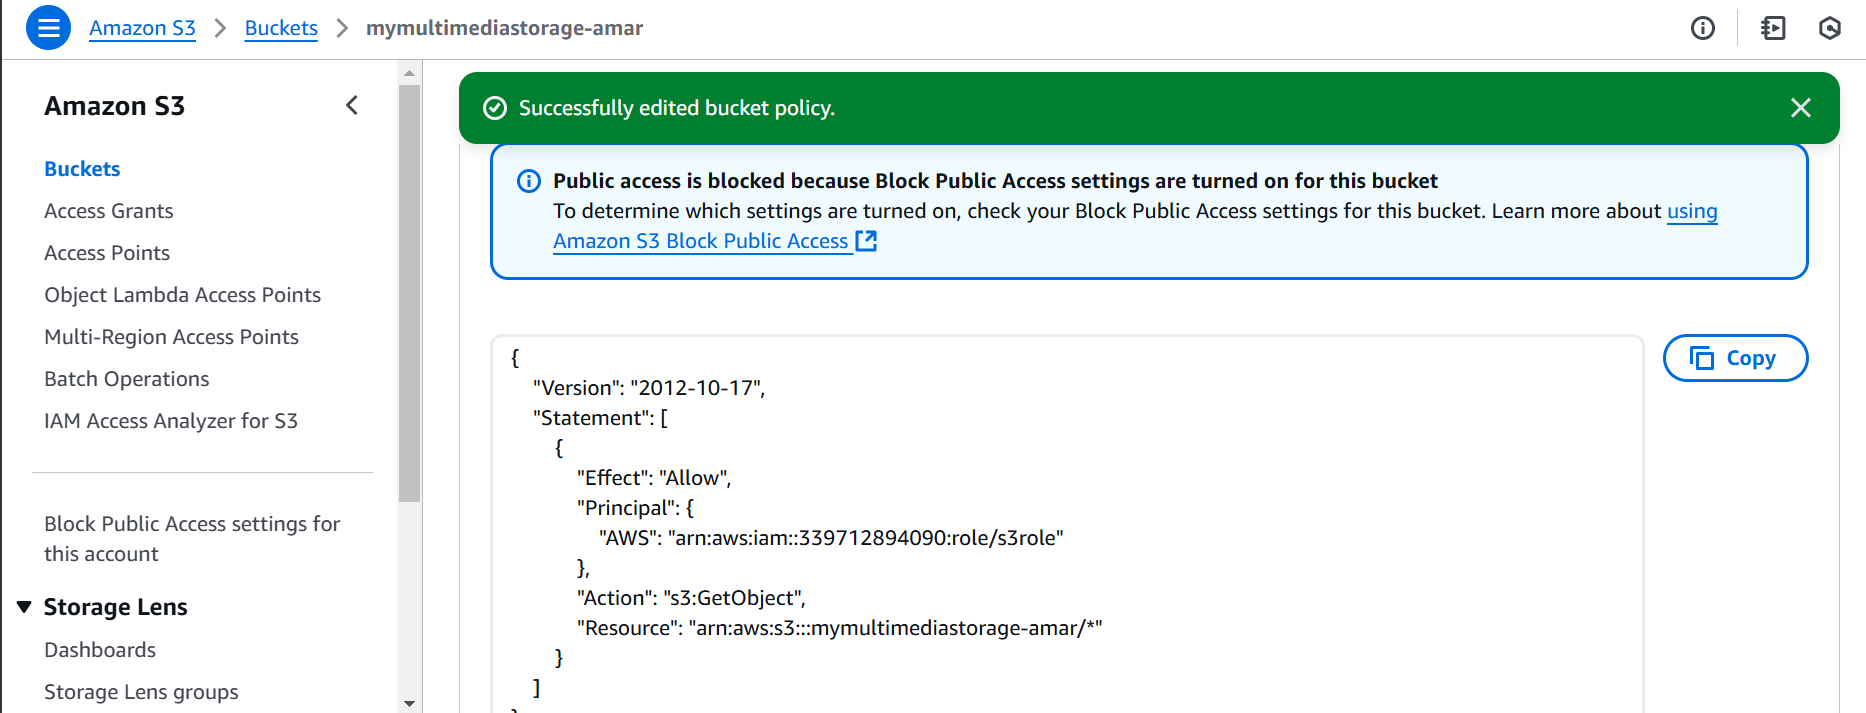 Amazon S3 > Buckets > mymultimediastorage-amar
Amazon S3
Buckets
Access Grants
Access Points
Object Lambda Access Points
Multi-Region Access Points
Batch Operations
IAM Access Analyzer for S3
Block Public Access settings for
this account
Storage Lens
Dashboards
Storage Lens groups
Successfully edited bucket policy.
Public access is blocked because Block Public Access settings are turned on for this bucket
To determine which settings are turned on, check your Block Public Access settings for this bucket. Learn more about using
Amazon S3 Block Public Access
Copy
{
"Version": "2012-10-17",
"Statement": [
{
"Effect": "Allow",
"Principal": {
"AWS": "arn:aws:iam::339712894090:role/s3role"
},
"Action": "s3:GetObject",
"Resource": "arn:aws:s3:::mymultimediastorage-amar/*"
}
]